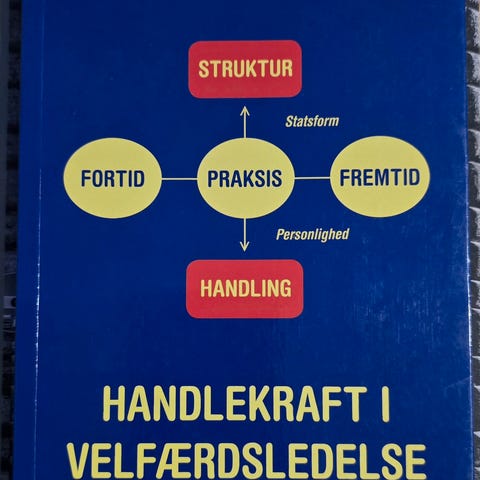 STRUKTUR
Statsform
FORTID PRAKSIS FREMTID
Personlighed
HANDLING
HANDLEKRAFT I
VELFÆRDSLEDELSE